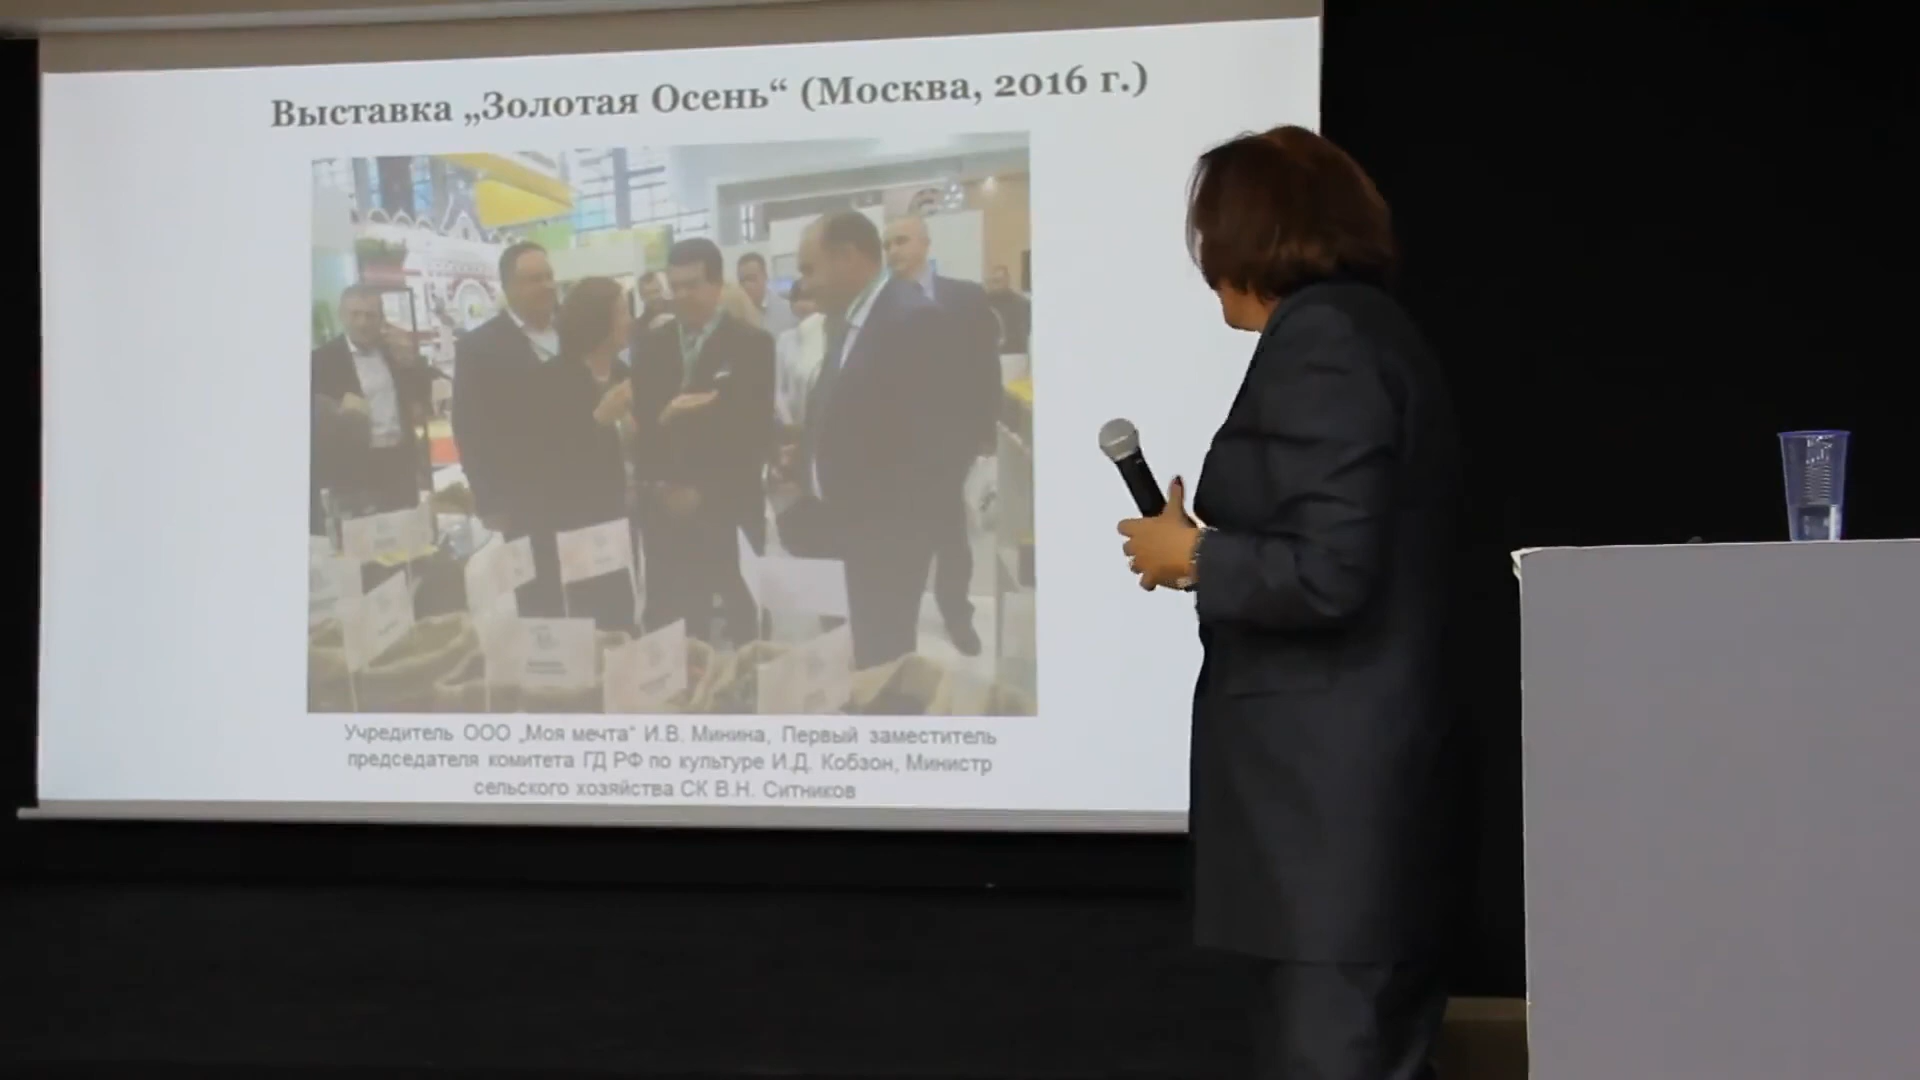 Выставка „Золотая Осень“ (Москва, 2016 г.)
Учредитель ООО „Моя мечта“ И.В. Минина, Первый заместитель
председателя комитета ГД РФ по культуре И.Д. Кобзон, Министр
сельского хозяйства СК В.Н. Ситников